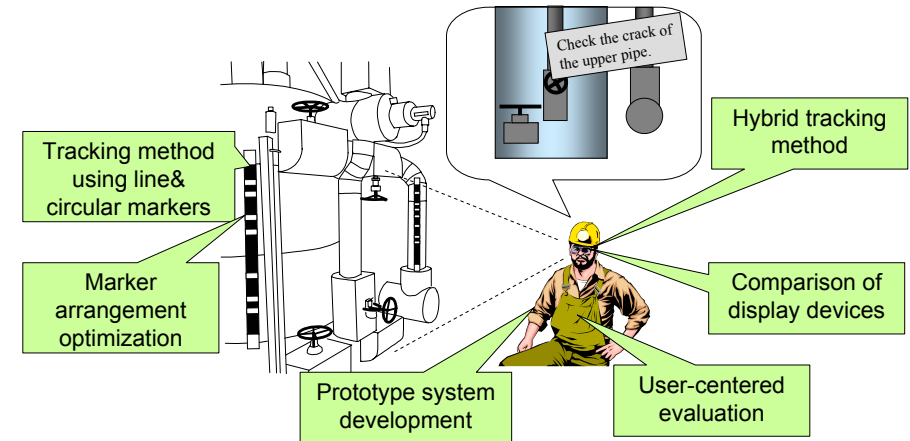 Check the crack of
the upper pipe.
Hybrid tracking
method
Tracking method
using line&
circular markers
Marker
arrangement
optimization
Comparison of
display devices
Prototype system
development
User-centered
evaluation